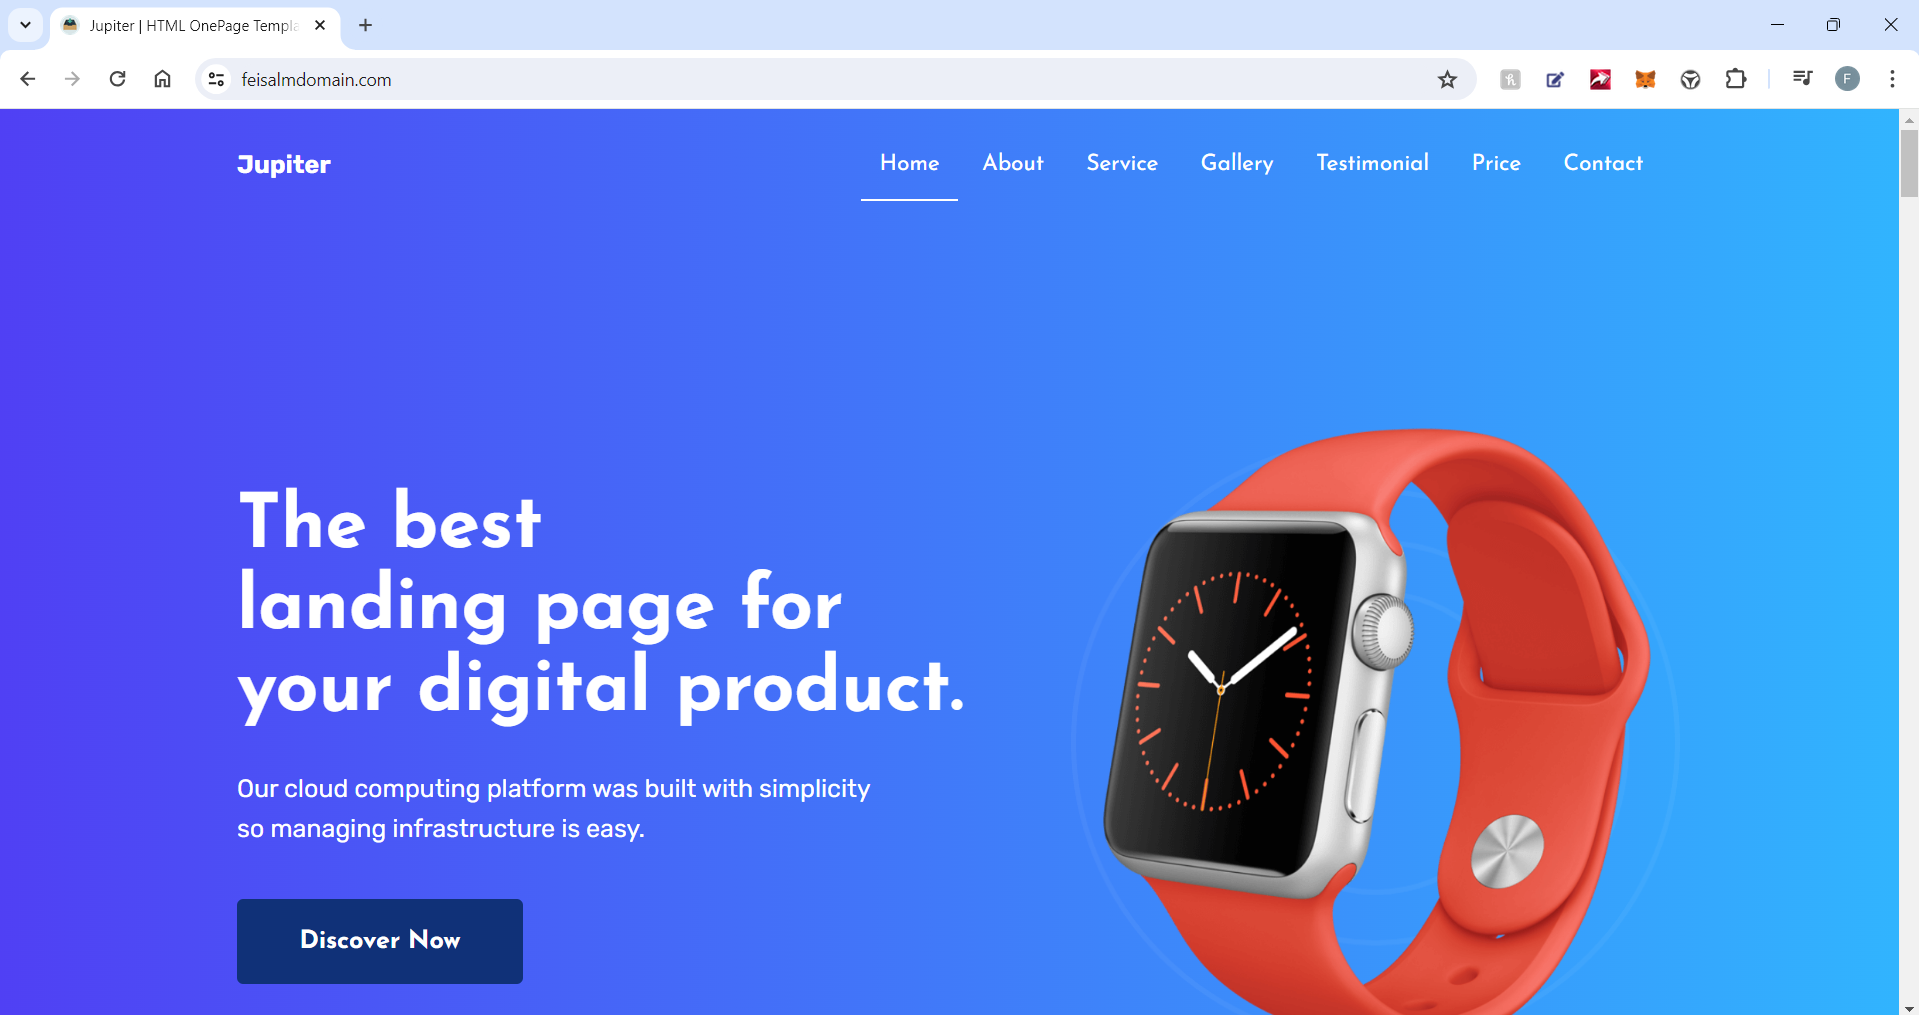 Jupiter | HTML OnePage Templa
feisalmdomain.com
F
Jupiter
Home About Service Gallery Testimonial Price Contact
The best
landing page for
your digital product.
Our cloud computing platform was built with simplicity
so managing infrastructure is easy.
Discover Now